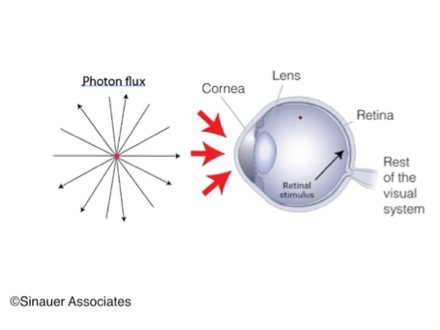 Photon flux
Cornea
Lens
Retina
Retinal
stimulus
Rest
of the
visual
system
©Sinauer Associates